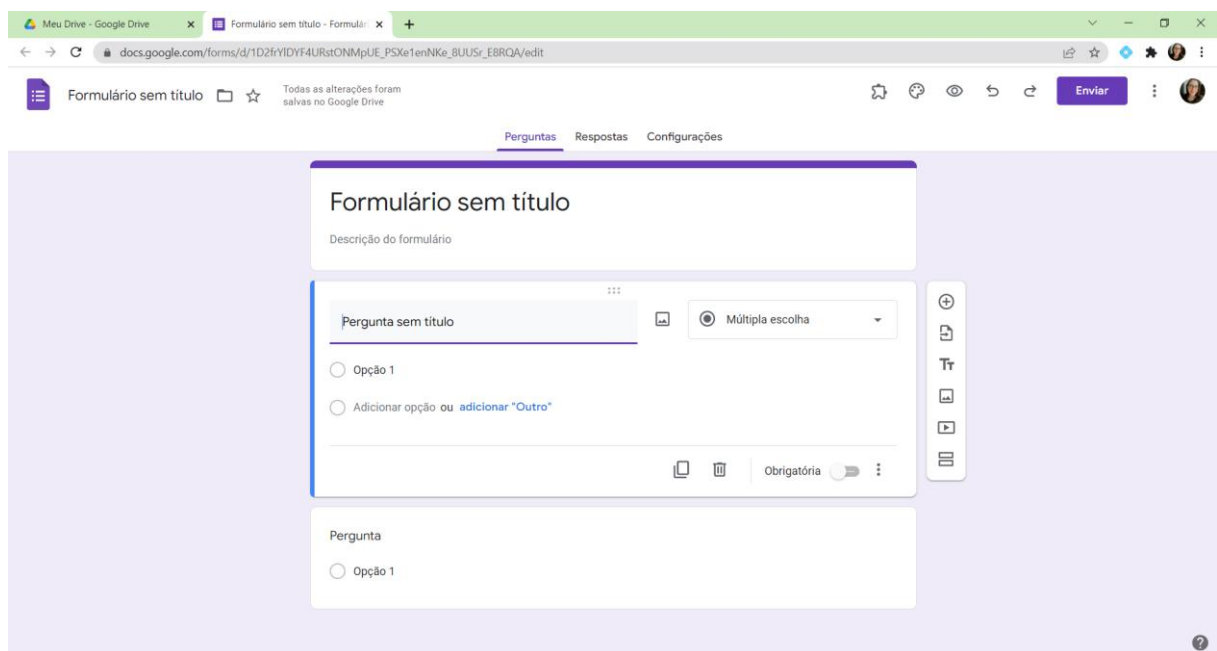 Meu Drive - Google Drive
Formulário sem título - Formulár
docs.google.com/forms/d/1D2frYlDYF4URstONMpUE_PSXe1enNKe_8UUSr_E8RQA/edit
Formulário sem título
Todas as alterações foram
salvas no Google Drive
Enviar
Perguntas Respostas Configurações
Formulário sem título
Descrição do formulário
Pergunta sem título
Múltipla escolha
Opção 1
Adicionar opção ou adicionar "Outro"
Obrigatória
Pergunta
Opção 1